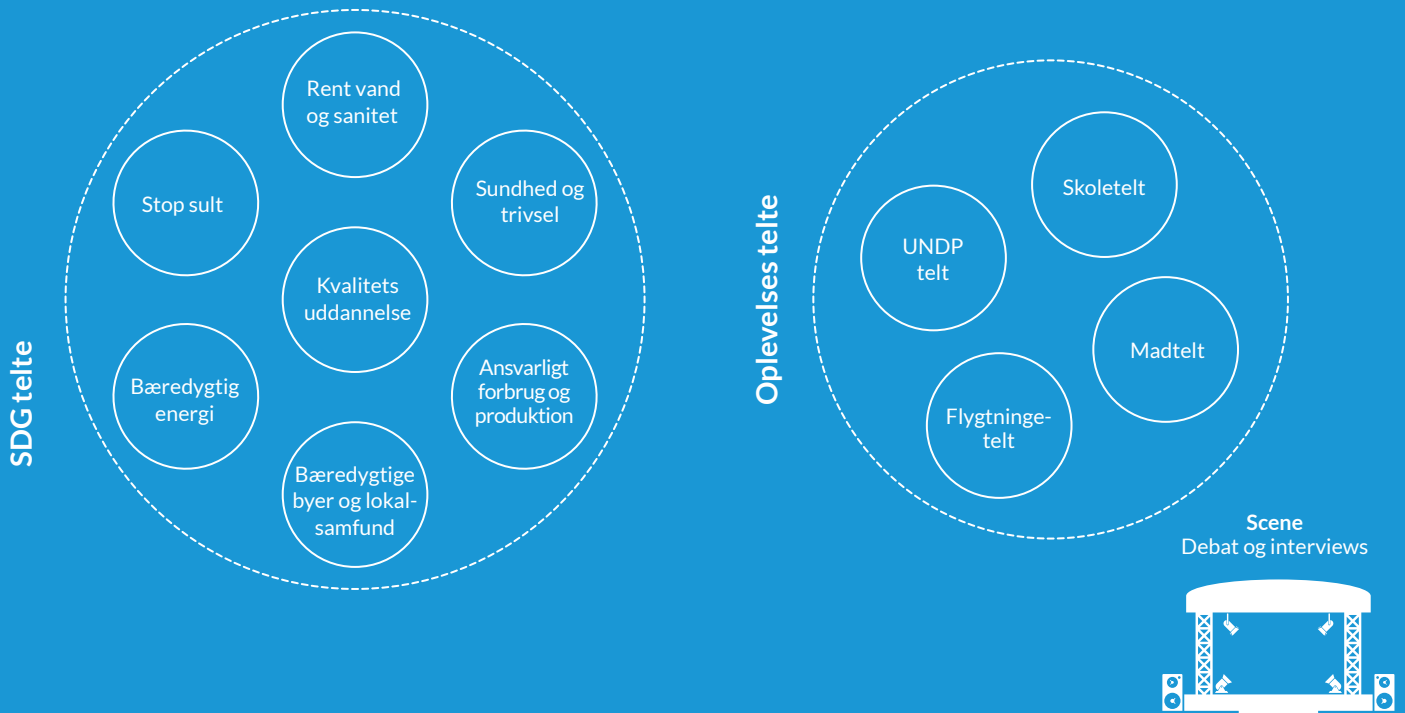 SDG telte
Rent vand
og sanitet
Stop sult
Sundhed og
trivsel
Kvalitets
uddannelse
Bæredygtig
energi
Ansvarligt
forbrug og
produktion
Bæredygtige
byer og lokal-
samfund
Oplevelses telte
Skoletelt
UNDP
telt
Madtelt
Flygtninge-
telt
Scene
Debat og interviews